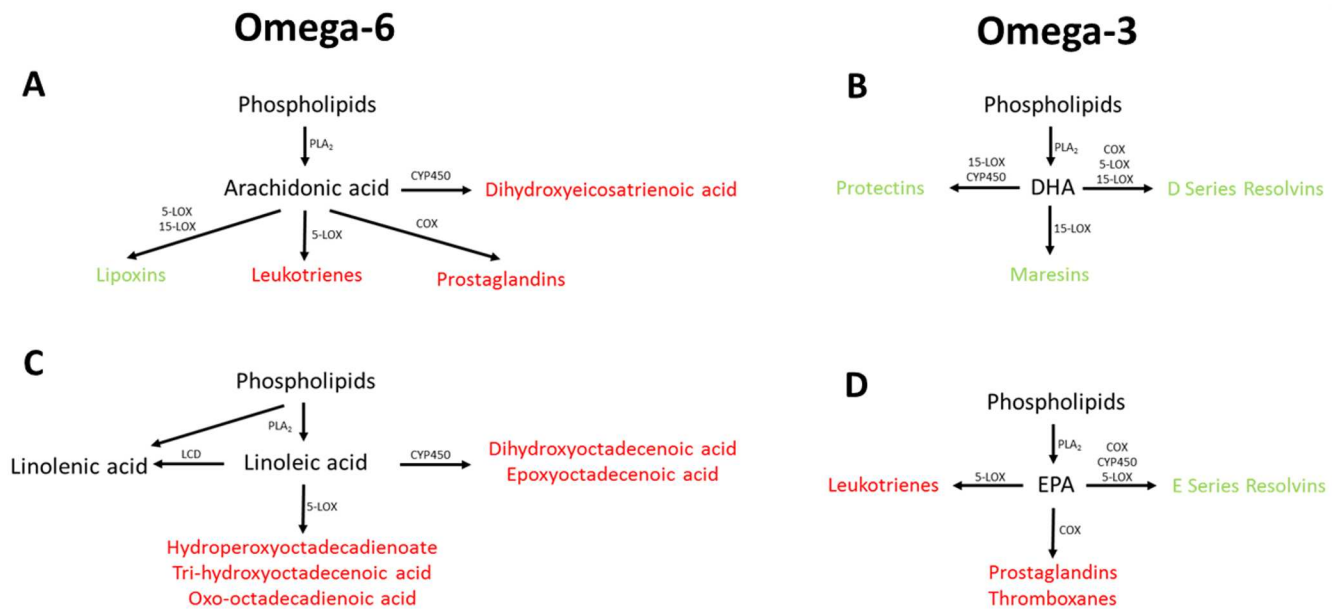 Omega-6
Omega-3
A
Phospholipids
PLA₂
Arachidonic acid
CYP450
Dihydroxyeicosatrienoic acid
5-LOX
15-LOX
5-LOX
COX
Lipoxins
Leukotrienes
Prostaglandins
B
Phospholipids
PLA₂
15-LOX
CYP450
COX
5-LOX
15-LOX
Protectins
DHA
D Series Resolvins
15-LOX
Maresins
C
Phospholipids
PLA₂
Linolenic acid
LCD
Linoleic acid
CYP450
Dihydroxyoctadecenoic acid
Epoxyoctadecenoic acid
5-LOX
Hydroperoxyoctadecadienoate
Tri-hydroxyoctadecenoic acid
Oxo-octadecadienoic acid
D
Phospholipids
PLA₂
COX
CYP450
5-LOX
Leukotrienes
5-LOX
EPA
E Series Resolvins
COX
Prostaglandins
Thromboxanes